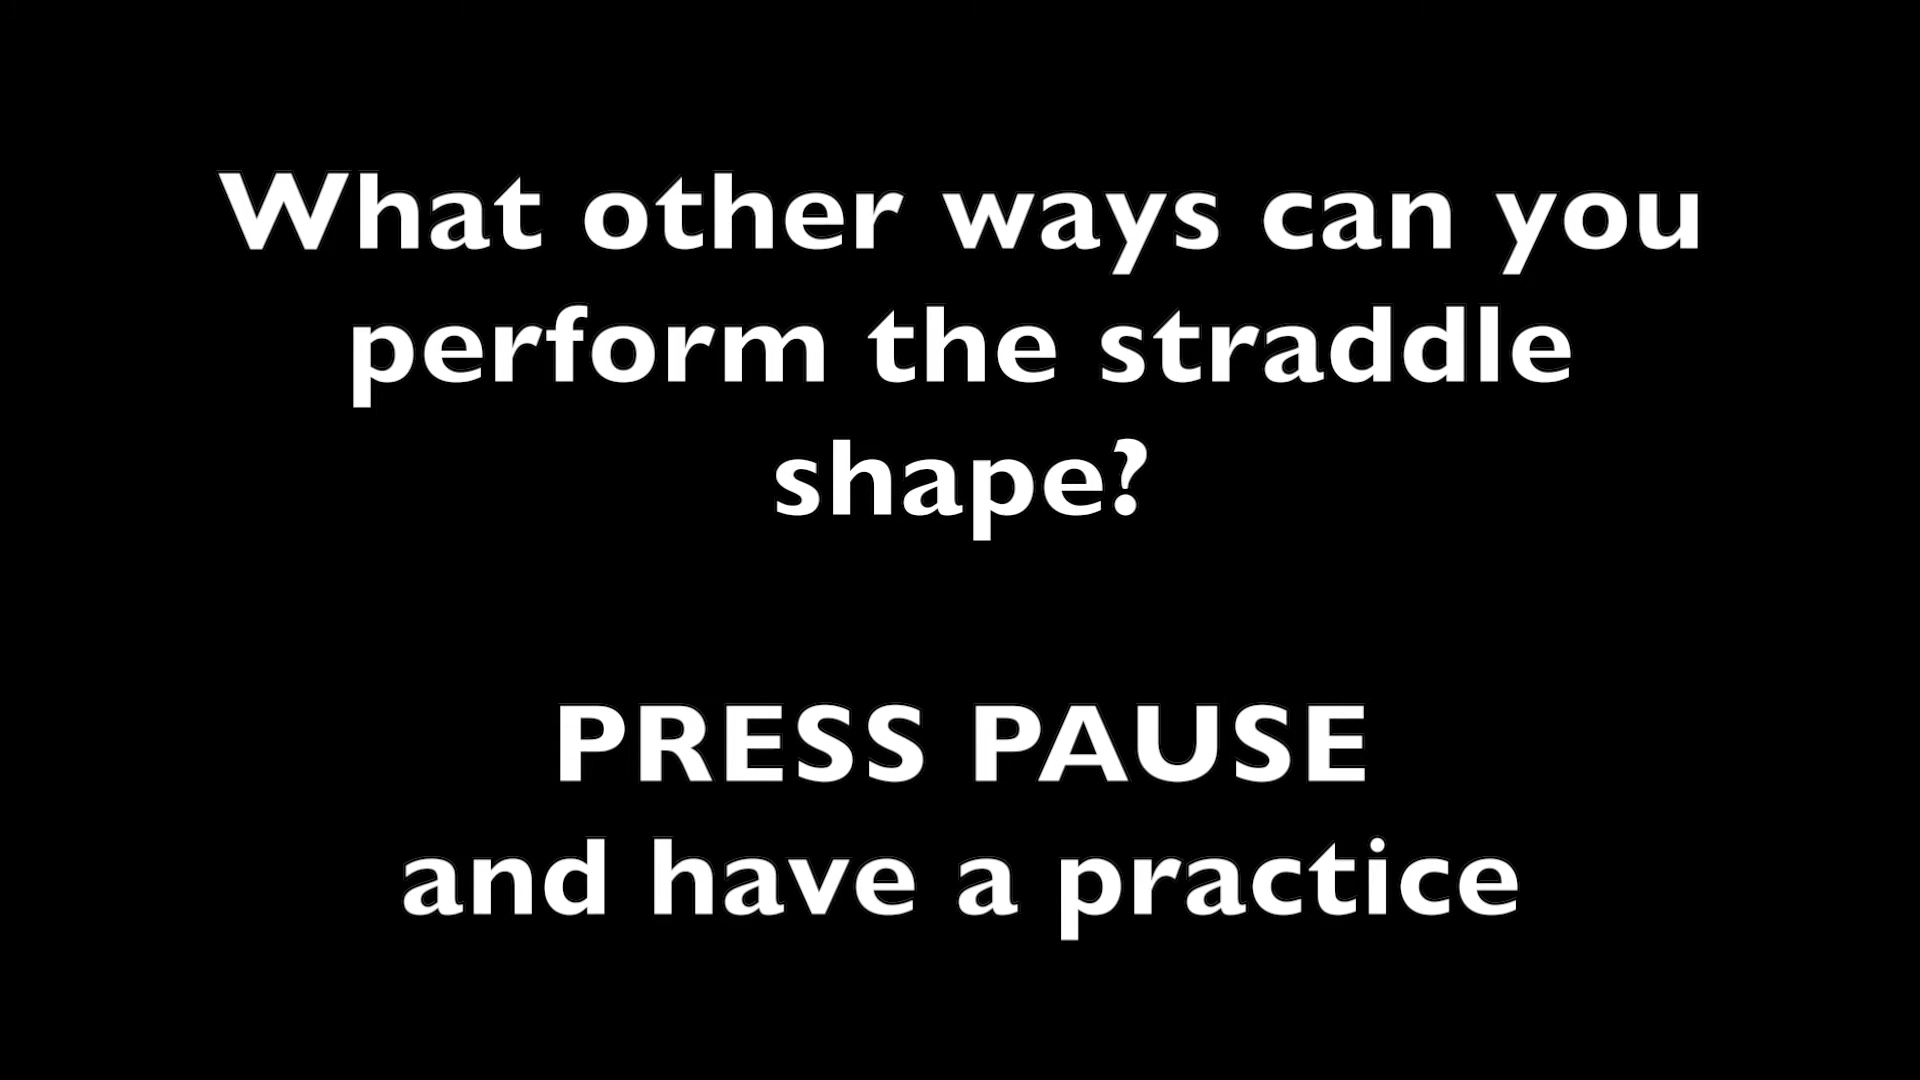 What other ways can you
perform the straddle
shape?
PRESS PAUSE
and have a practice